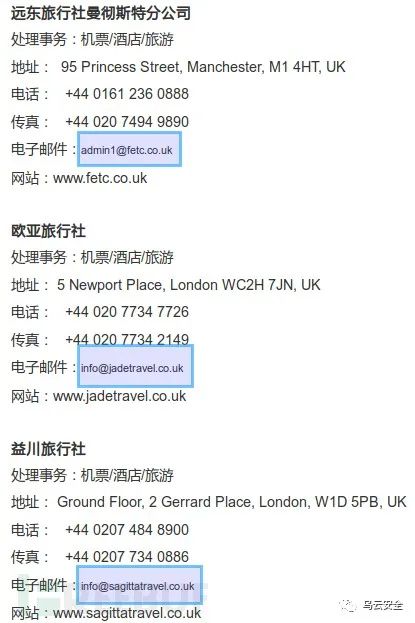 远东旅行社曼彻斯特分公司
处理事务：机票/酒店/旅游
地址： 95 Princess Street, Manchester, M1 4HT, UK
电话： +44 0161 236 0888
传真： +44 020 7494 9890
电子邮件：admin1@fetc.co.uk
网站：www.fetc.co.uk
欧亚旅行社
处理事务：机票/酒店/旅游
地址： 5 Newport Place, London WC2H 7JN, UK
电话： +44 020 7734 7726
传真： +44 020 7734 2149
电子邮件：info@jadetravel.co.uk
网站：www.jadetravel.co.uk
益川旅行社
处理事务：机票/酒店/旅游
地址： Ground Floor, 2 Gerrard Place, London, W1D 5PB, UK
电话： +44 0207 484 8900
传真： +44 0207 734 0886
电子邮件：info@sagittatravel.co.uk
网站：www.sagittatravel.co.uk
乌云安全